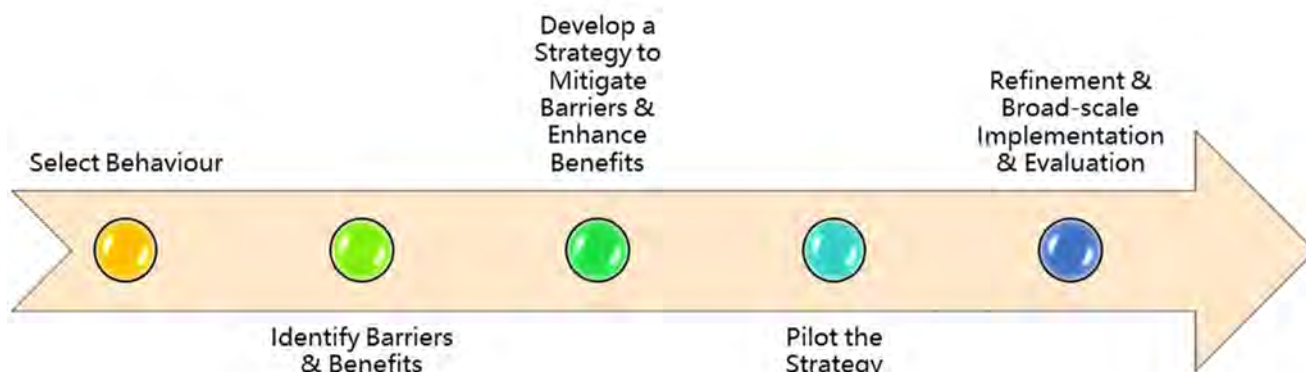 Select Behaviour
Identify Barriers
& Benefits
Develop a
Strategy to
Mitigate
Barriers &
Enhance
Benefits
Pilot the
Strategy
Refinement &
Broad-scale
Implementation
& Evaluation